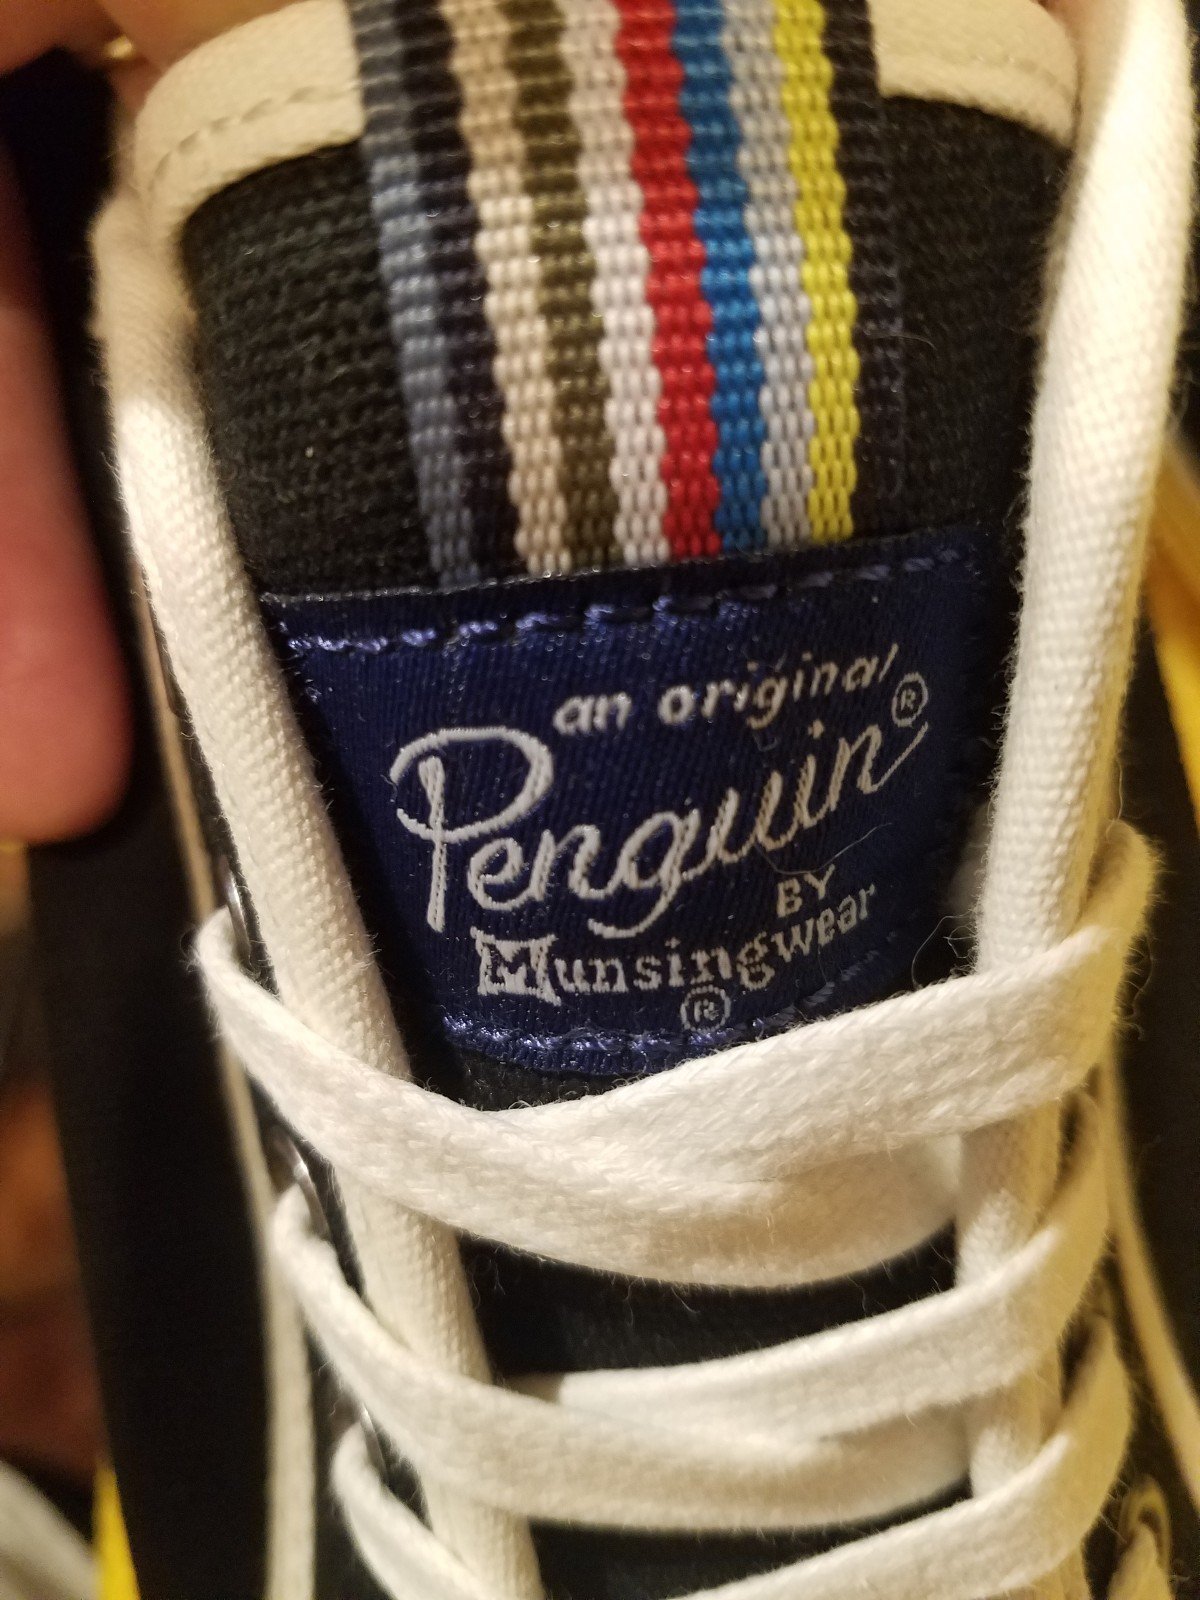 an original
Penguin®
BY
Munsingwear
®